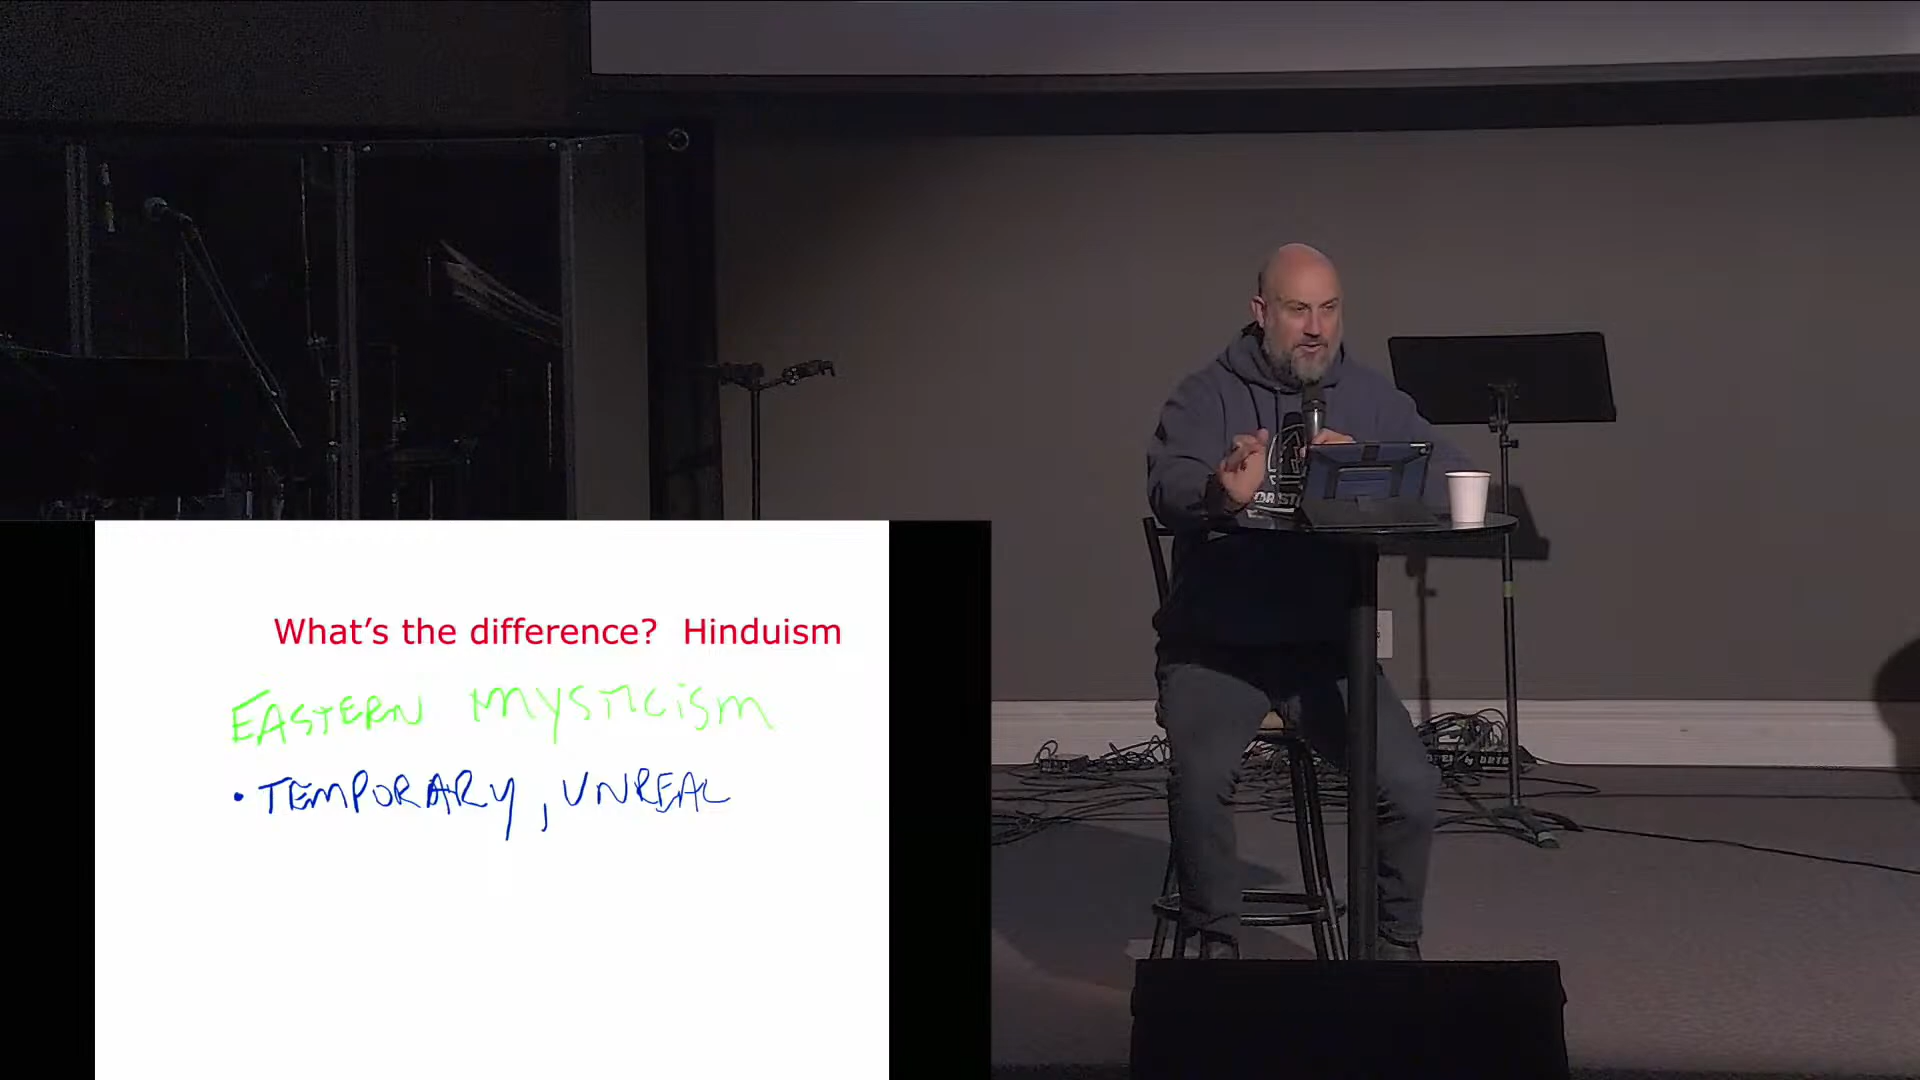 What's the difference?  Hinduism
EASTERN MYSTICISM
• TEMPORARY, UNREAL